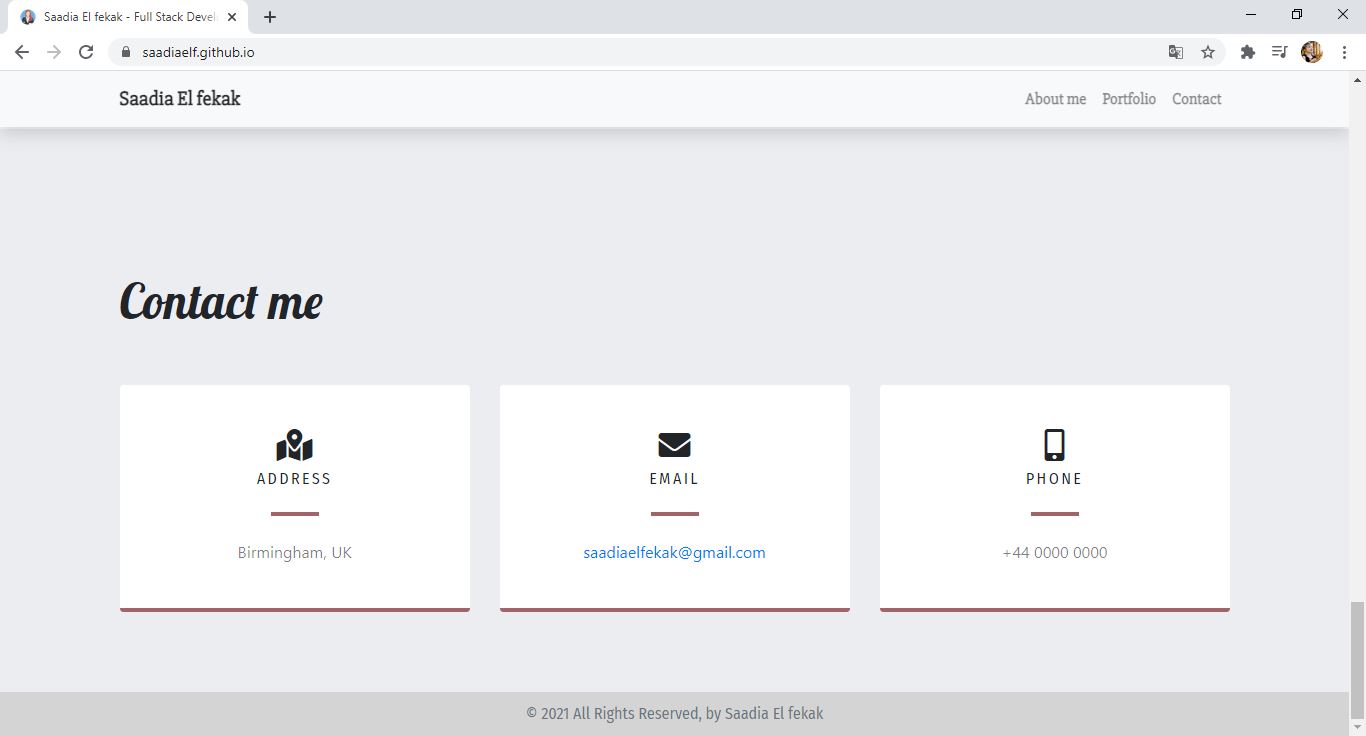 Saadia El fekak - Full Stack Devel
saadiaelf.github.io
Saadia El fekak
About me Portfolio Contact
Contact me
ADDRESS
Birmingham, UK
EMAIL
saadiaelfekak@gmail.com
PHONE
+44 0000 0000
© 2021 All Rights Reserved, by Saadia El fekak